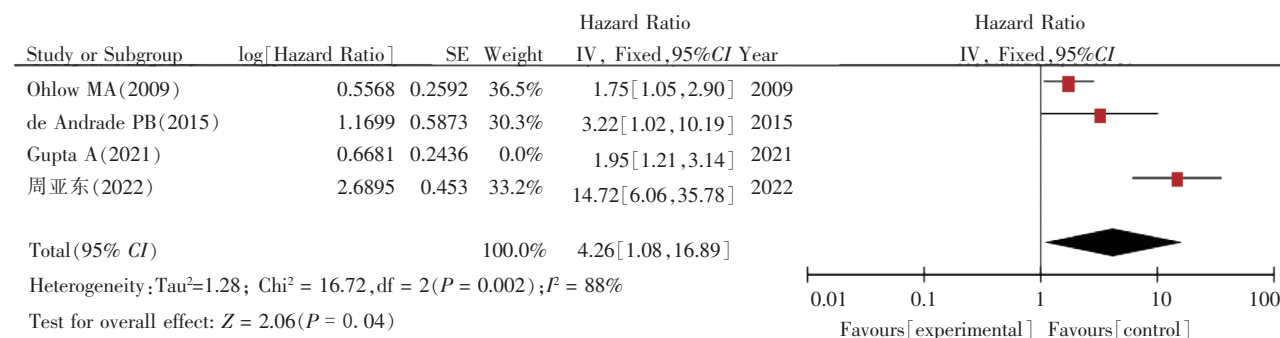 Hazard Ratio Hazard Ratio
Study or Subgroup log[Hazard Ratio] SE Weight IV, Fixed,95%CI Year IV, Fixed,95%CI
Ohlow MA(2009) 0.5568 0.2592 36.5% 1.75[1.05,2.90] 2009
de Andrade PB(2015) 1.1699 0.5873 30.3% 3.22[1.02,10.19] 2015
Gupta A(2021) 0.6681 0.2436 0.0% 1.95[1.21,3.14] 2021
周亚东(2022) 2.6895 0.453 33.2% 14.72[6.06,35.78] 2022
Total(95% CI) 100.0% 4.26[1.08,16.89]
Heterogeneity:Tau²=1.28; Chi² = 16.72,df = 2(P = 0.002);I² = 88%
Test for overall effect: Z = 2.06(P = 0.04)
0.01 0.1 1 10 100
Favours[experimental] Favours[control]